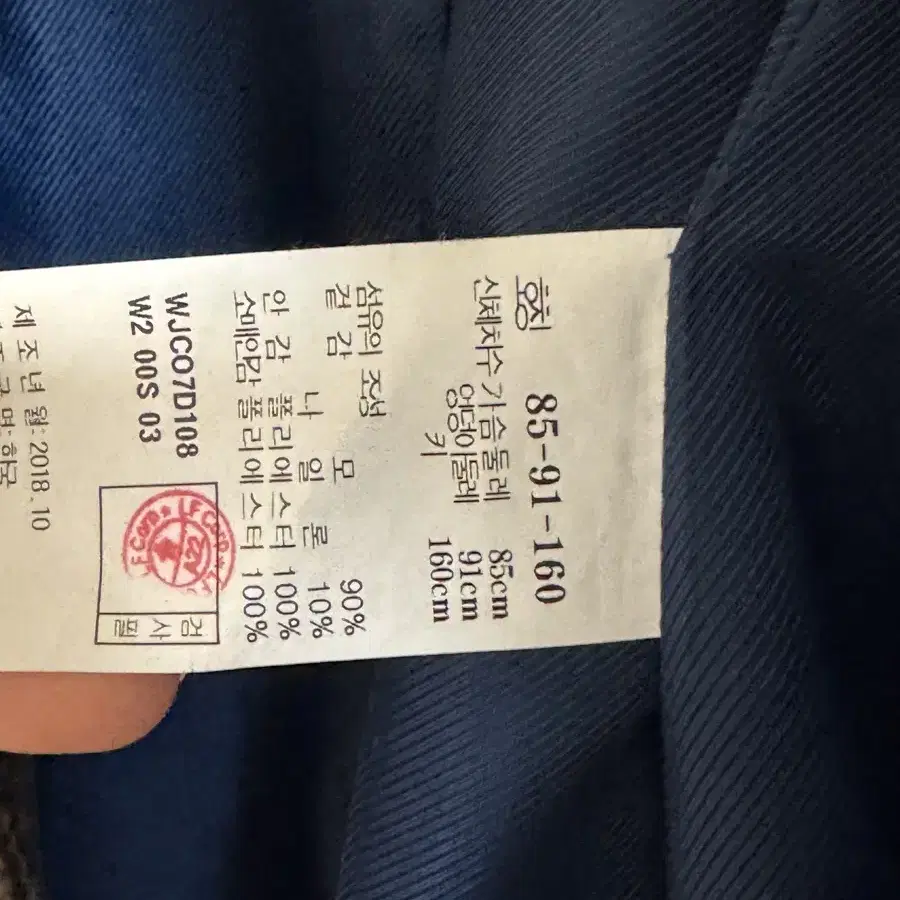 호칭 85-91-160
신체치수 가슴둘레 85cm
엉덩이둘레 91cm
키 160cm
섬유의 조성
겉감 모 90%
나일론 10%
안감 폴리에스터 100%
소매안감 폴리에스터 100%
WJCO7D108
W2 00S 03
검사필
제조년월: 2018.10